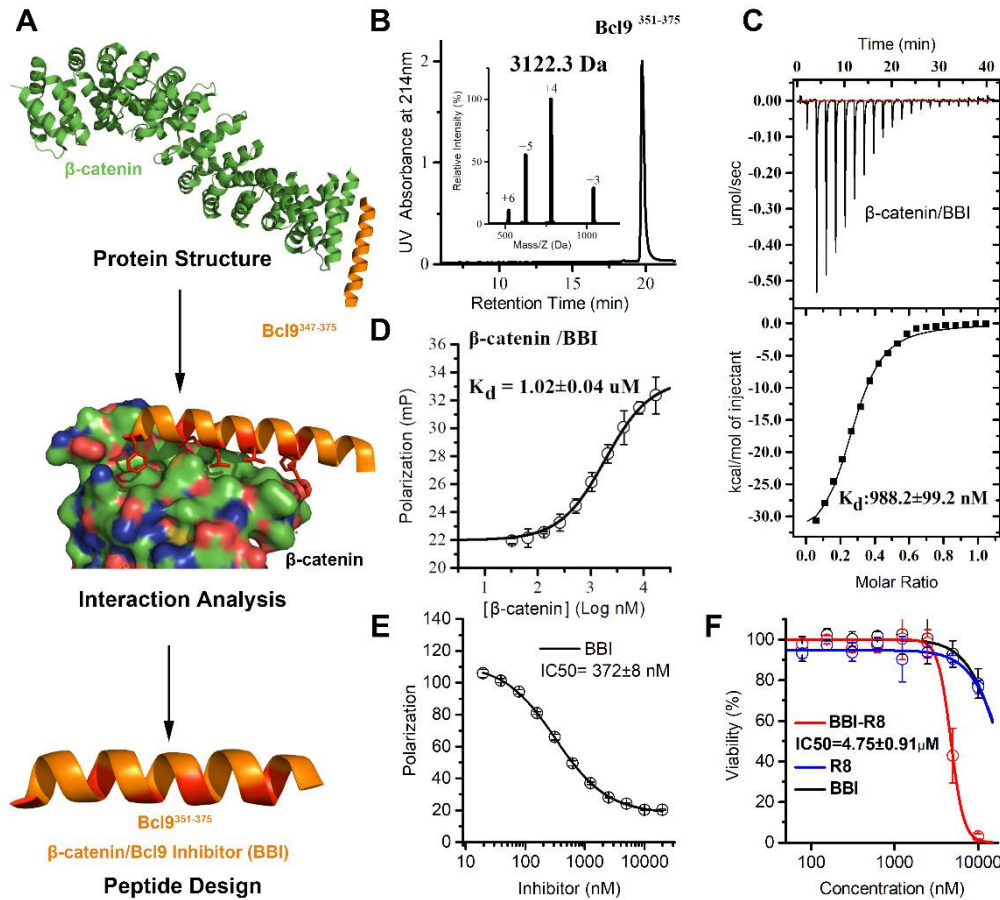 A
β-catenin
Protein Structure
Bcl9347-375
β-catenin
Interaction Analysis
Bcl9351-375
β-catenin/Bcl9 Inhibitor (BBI)
Peptide Design
B
Bcl9 351-375
UV Absorbance at 214nm
2
1
0
3122.3 Da
Relative Intensity (%)
100
75
50
25
0
+4
+5
+6
+3
500
1000
Mass/Z (Da)
10
15
20
Retention Time (min)
C
Time (min)
0 5 10 15 20 25 30 35 40
0.00
-0.10
-0.20
-0.30
-0.40
-0.50
µmol/sec
β-catenin/BBI
0.0
-5.0
-10.0
-15.0
-20.0
-25.0
-30.0
kcal/mol of injectant
Kd:988.2±99.2 nM
0.0 0.2 0.4 0.6 0.8 1.0
Molar Ratio
D
β-catenin /BBI
Kd = 1.02±0.04 uM
Polarization (mP)
36
34
32
30
28
26
24
22
20
1 2 3 4
[β-catenin] (Log nM)
E
BBI
IC50= 372±8 nM
Polarization
140
120
100
80
60
40
20
0
10 100 1000 10000
Inhibitor (nM)
F
Viability (%)
100
80
60
40
20
0
BBI-R8
IC50=4.75±0.91µM
R8
BBI
100 1000 10000
Concentration (nM)